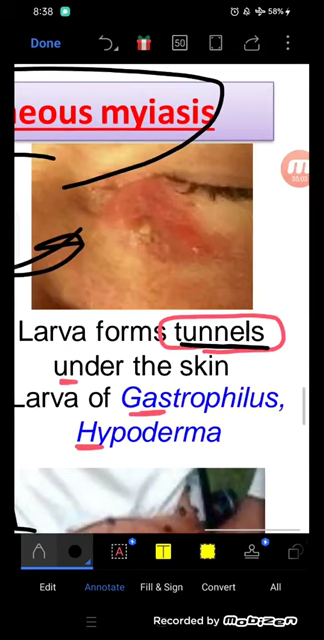 8:38
58%
Done
50
eous myiasis
Larva forms tunnels
under the skin
Larva of Gastrophilus,
Hypoderma
A
T
Edit
Annotate
Fill & Sign
Convert
All
Recorded by Mobizen